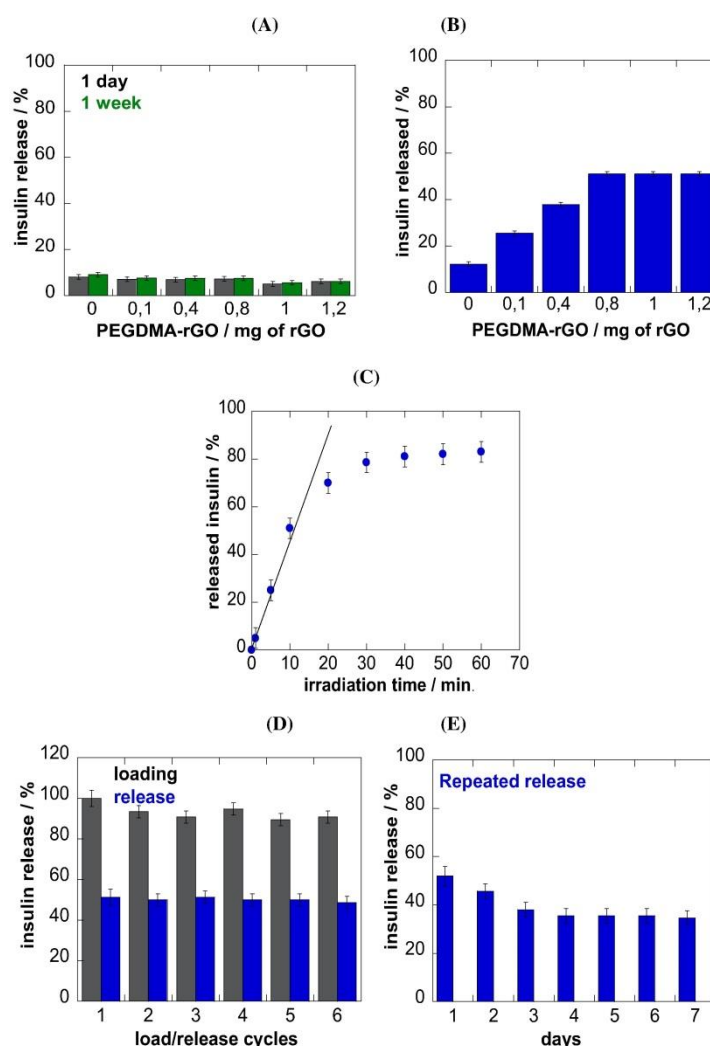 (A)
100
80
60
40
20
0
insulin release / %
1 day
1 week
0 0,1 0,4 0,8 1 1,2
PEGDMA-rGO / mg of rGO
(B)
100
80
60
40
20
0
insulin released / %
0 0,1 0,4 0,8 1 1,2
PEGDMA-rGO / mg of rGO
(C)
100
80
60
40
20
0
released insulin / %
0 10 20 30 40 50 60 70
irradiation time / min.
(D)
120
100
80
60
40
20
0
insulin release / %
loading
release
1 2 3 4 5 6
load/release cycles
(E)
100
80
60
40
20
0
insulin release / %
Repeated release
1 2 3 4 5 6 7
days